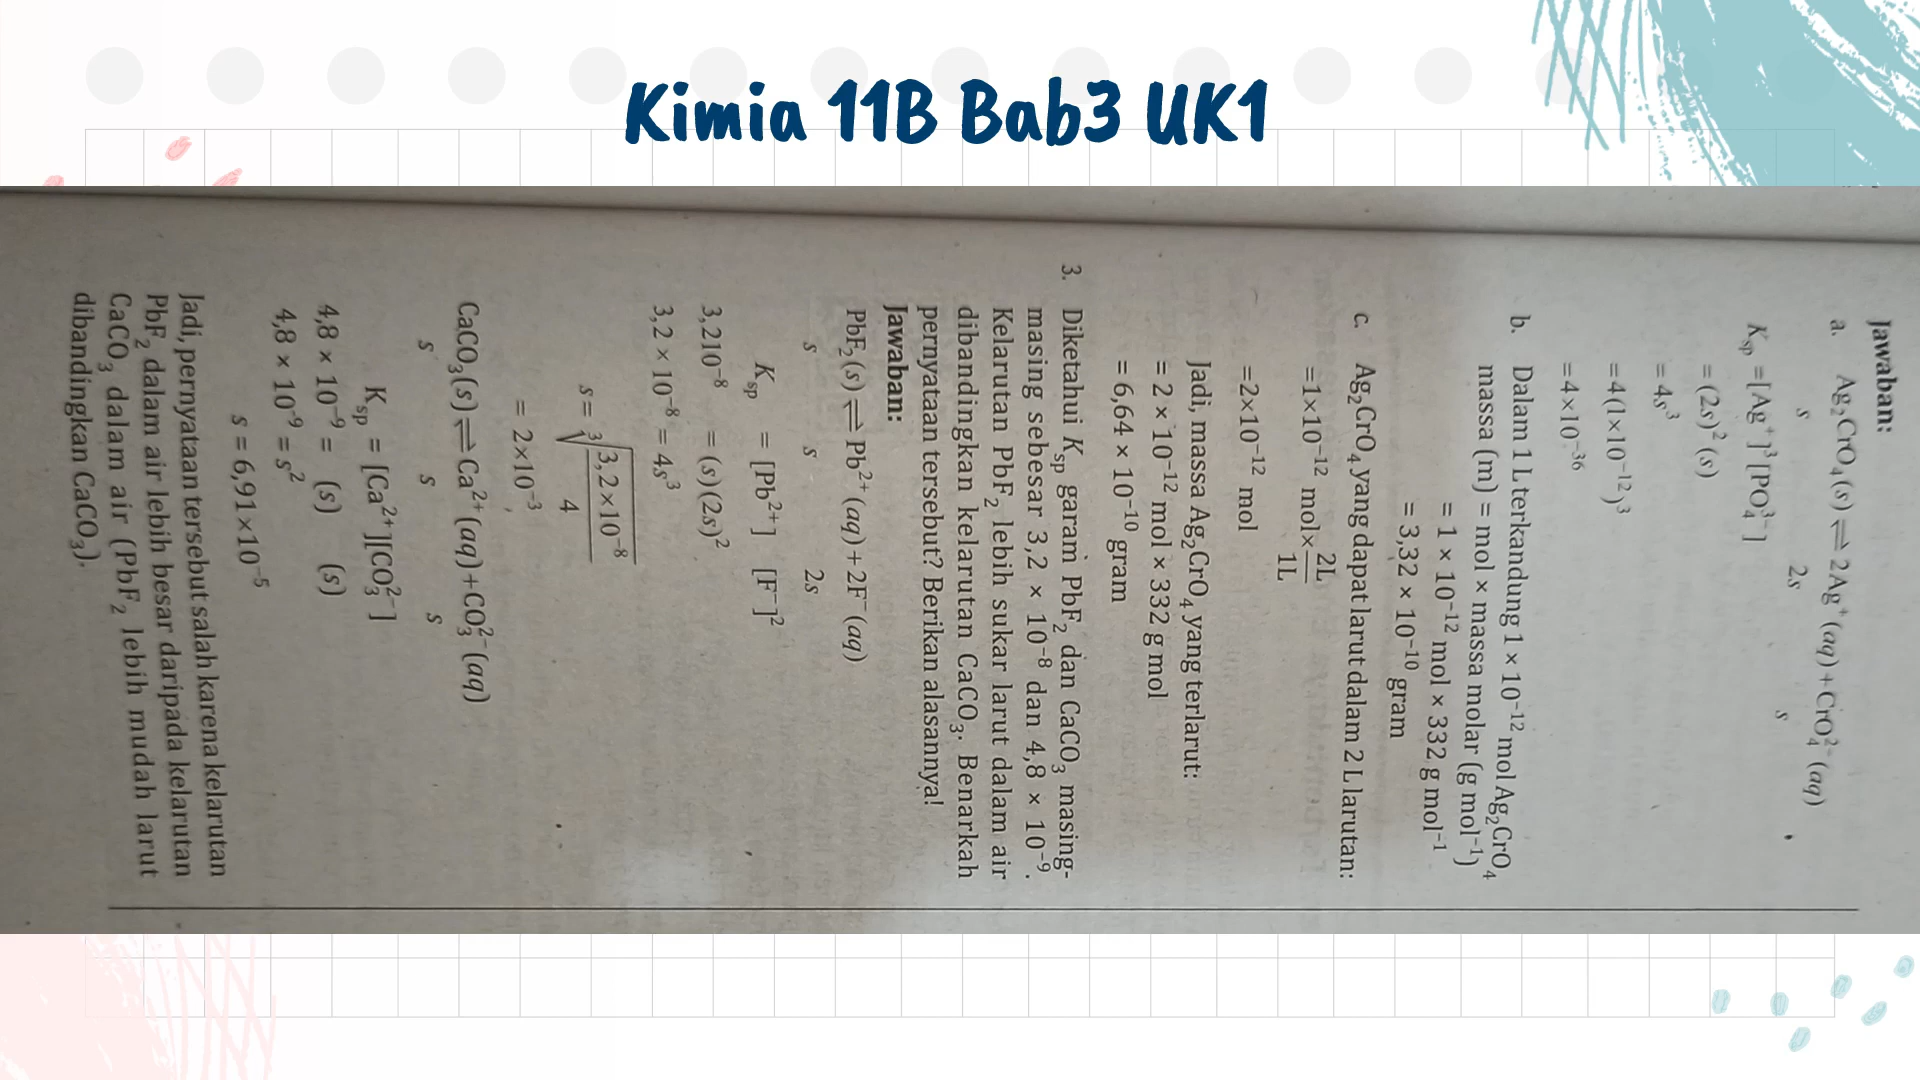 Kimia 11B Bab3 UK1
Jawaban:
a. Ag₂CrO₄(s) ⇌ 2Ag⁺(aq) + CrO₄²⁻(aq)
s 2s s
Ksp = [Ag⁺]³[PO₄³⁻]
= (2s)²(s)
= 4s³
= 4(1×10⁻¹²)³
= 4×10⁻³⁶
b. Dalam 1 L terkandung 1 × 10⁻¹² mol Ag₂CrO₄
massa (m) = mol × massa molar (g mol⁻¹)
= 1 × 10⁻¹² mol × 332 g mol⁻¹
= 3,32 × 10⁻¹⁰ gram
c. Ag₂CrO₄ yang dapat larut dalam 2 L larutan:
=1×10⁻¹² mol× 2L/1L
=2×10⁻¹² mol
Jadi, massa Ag₂CrO₄ yang terlarut:
= 2 × 10⁻¹² mol × 332 g mol
= 6,64 × 10⁻¹⁰ gram
3. Diketahui Ksp garam PbF₂ dan CaCO₃ masing-
masing sebesar 3,2 × 10⁻⁸ dan 4,8 × 10⁻⁹.
Kelarutan PbF₂ lebih sukar larut dalam air
dibandingkan kelarutan CaCO₃. Benarkah
pernyataan tersebut? Berikan alasannya!
Jawaban:
PbF₂(s) ⇌ Pb²⁺(aq) + 2F⁻(aq)
s s 2s
Ksp = [Pb²⁺] [F⁻]²
3,210⁻⁸ = (s)(2s)²
3,2 × 10⁻⁸ = 4s³
s = ∛(3,2×10⁻⁸/4)
= 2×10⁻³
CaCO₃(s) ⇌ Ca²⁺(aq)+CO₃²⁻(aq)
s s s
Ksp = [Ca²⁺][CO₃²⁻]
4,8 × 10⁻⁹ = (s) (s)
4,8 × 10⁻⁹ = s²
s = 6,91×10⁻⁵
Jadi, pernyataan tersebut salah karena kelarutan
PbF₂ dalam air lebih besar daripada kelarutan
CaCO₃ dalam air (PbF₂ lebih mudah larut
dibandingkan CaCO₃).